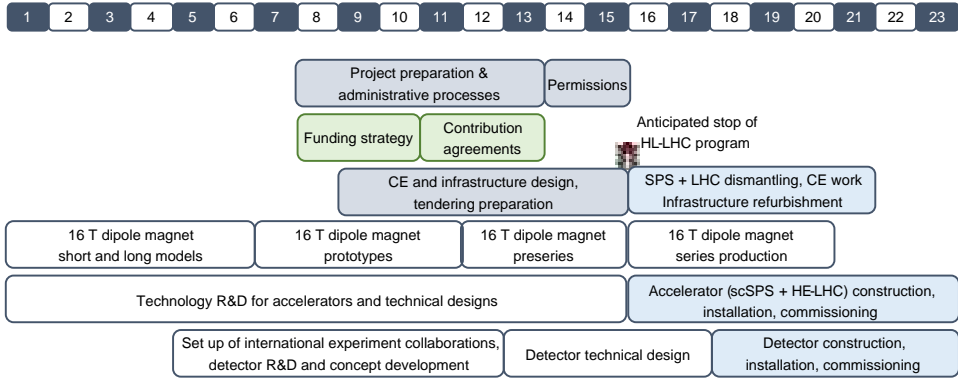 1 2 3 4 5 6 7 8 9 10 11 12 13 14 15 16 17 18 19 20 21 22 23
Project preparation &
administrative processes
Permissions
Funding strategy
Contribution
agreements
Anticipated stop of
HL-LHC program
CE and infrastructure design,
tendering preparation
SPS + LHC dismantling, CE work
Infrastructure refurbishment
16 T dipole magnet
short and long models
16 T dipole magnet
prototypes
16 T dipole magnet
preseries
16 T dipole magnet
series production
Technology R&D for accelerators and technical designs
Accelerator (scSPS + HE-LHC) construction,
installation, commissioning
Set up of international experiment collaborations,
detector R&D and concept development
Detector technical design
Detector construction,
installation, commissioning